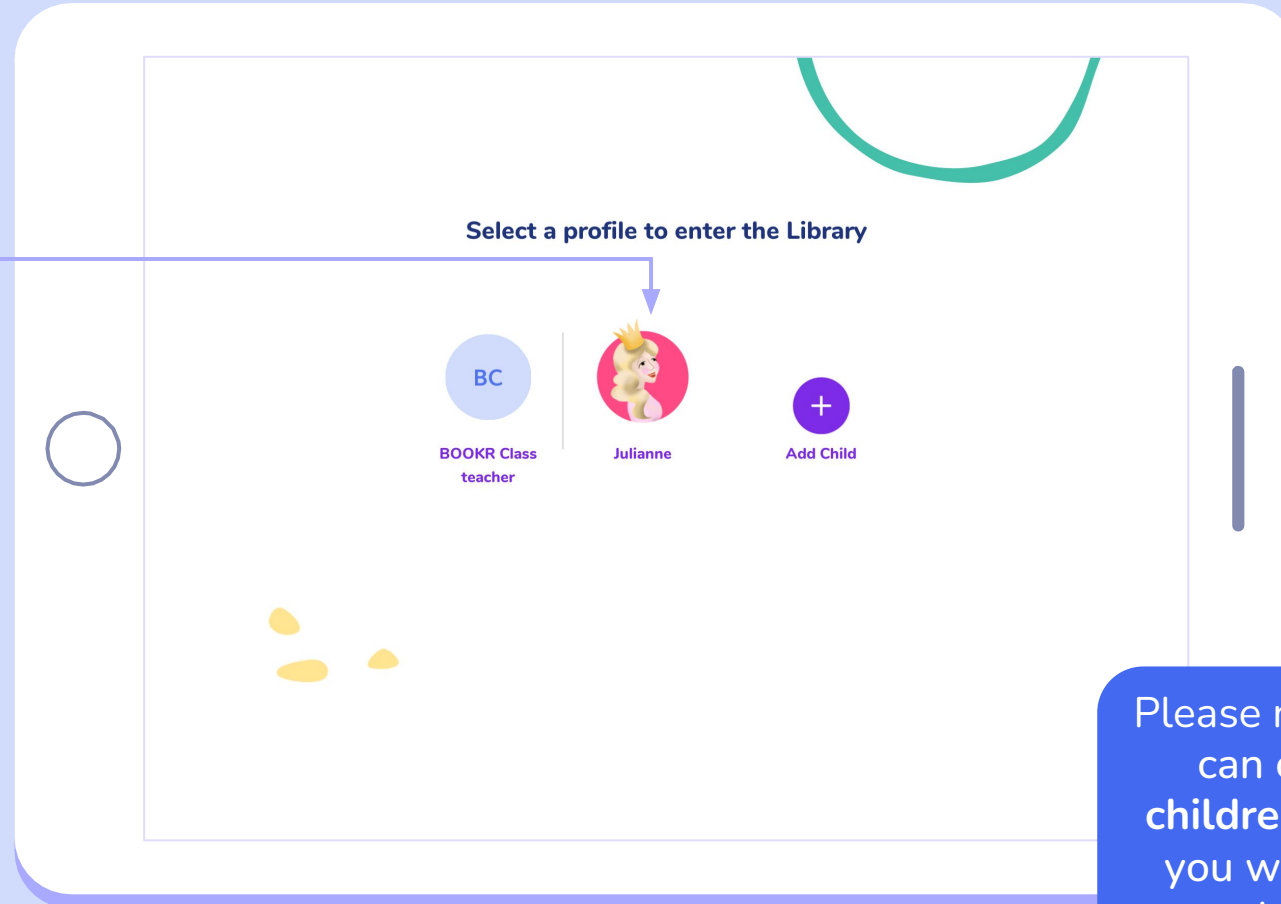 Select a profile to enter the Library
BC
BOOKR Class
teacher
Julianne
+
Add Child
Please
can
childre
you w